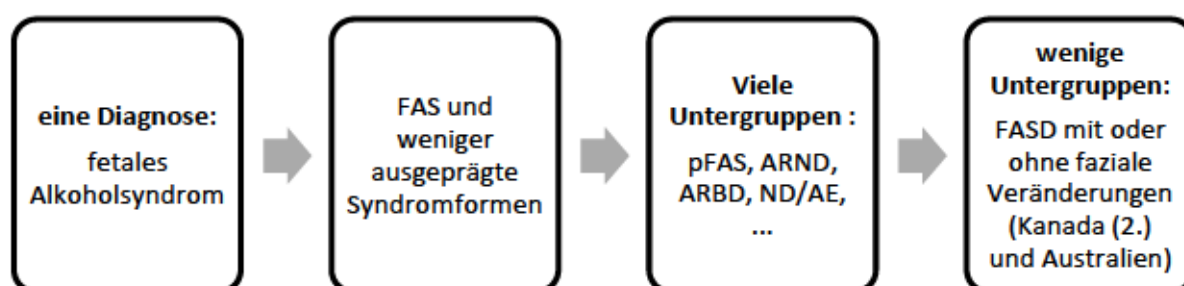 eine Diagnose:
fetales
Alkoholsyndrom
FAS und
weniger
ausgeprägte
Syndromformen
Viele
Untergruppen :
pFAS, ARND,
ARBD, ND/AE,
...
wenige
Untergruppen:
FASD mit oder
ohne faziale
Veränderungen
(Kanada (2.)
und Australien)